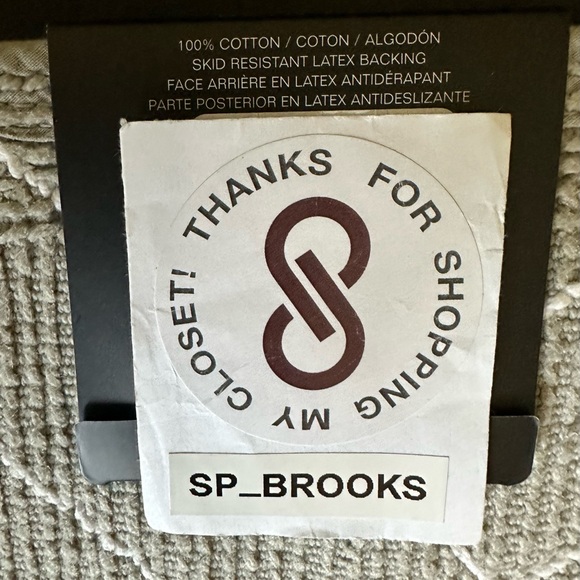 100% COTTON / COTON / ALGODÓN
SKID RESISTANT LATEX BACKING
FACE ARRIÈRE EN LATEX ANTIDÉRAPANT
PARTE POSTERIOR EN LATEX ANTIDESLIZANTE
THANKS FOR SHOPPING MY CLOSET!
SP_BROOKS